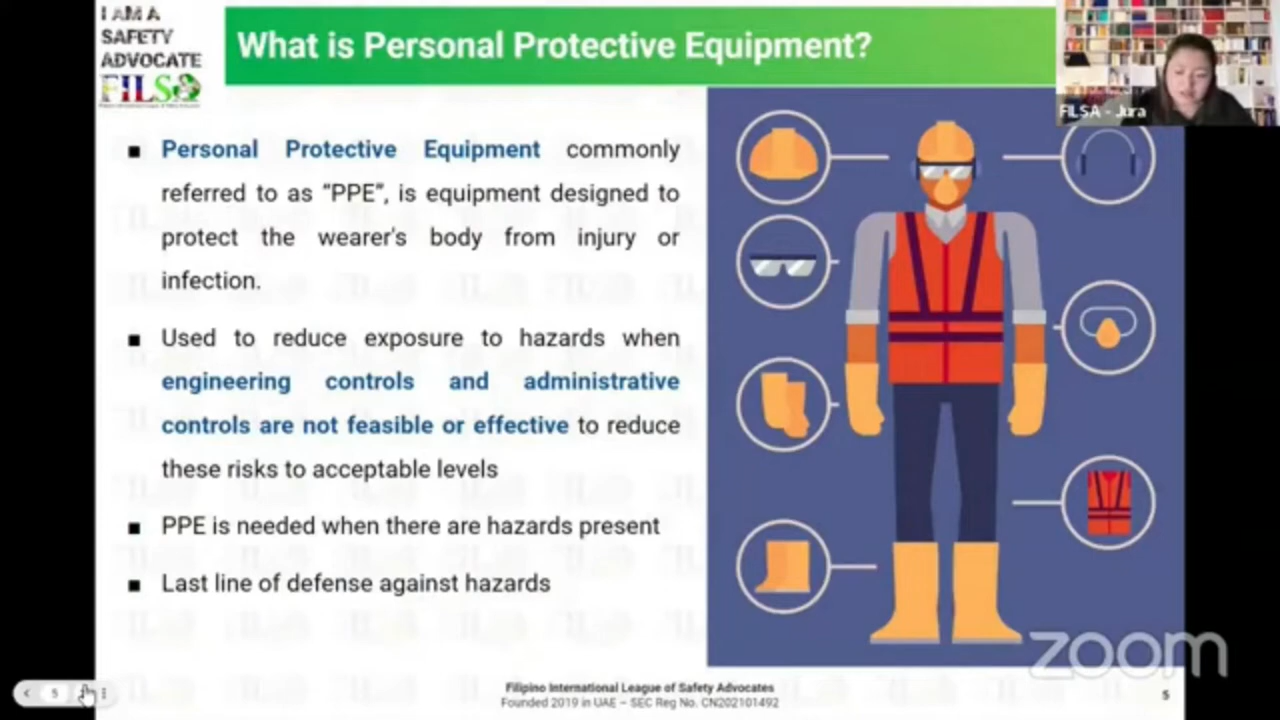 I AM A
SAFETY
ADVOCATE
FILSA
What is Personal Protective Equipment?
FILSA - Jura
■ Personal Protective Equipment commonly
referred to as “PPE”, is equipment designed to
protect the wearer's body from injury or
infection.
■ Used to reduce exposure to hazards when
engineering controls and administrative
controls are not feasible or effective to reduce
these risks to acceptable levels
■ PPE is needed when there are hazards present
■ Last line of defense against hazards
zoom
5
Filipino International League of Safety Advocates
Founded 2019 in UAE – SEC Reg No. CN202101492
5